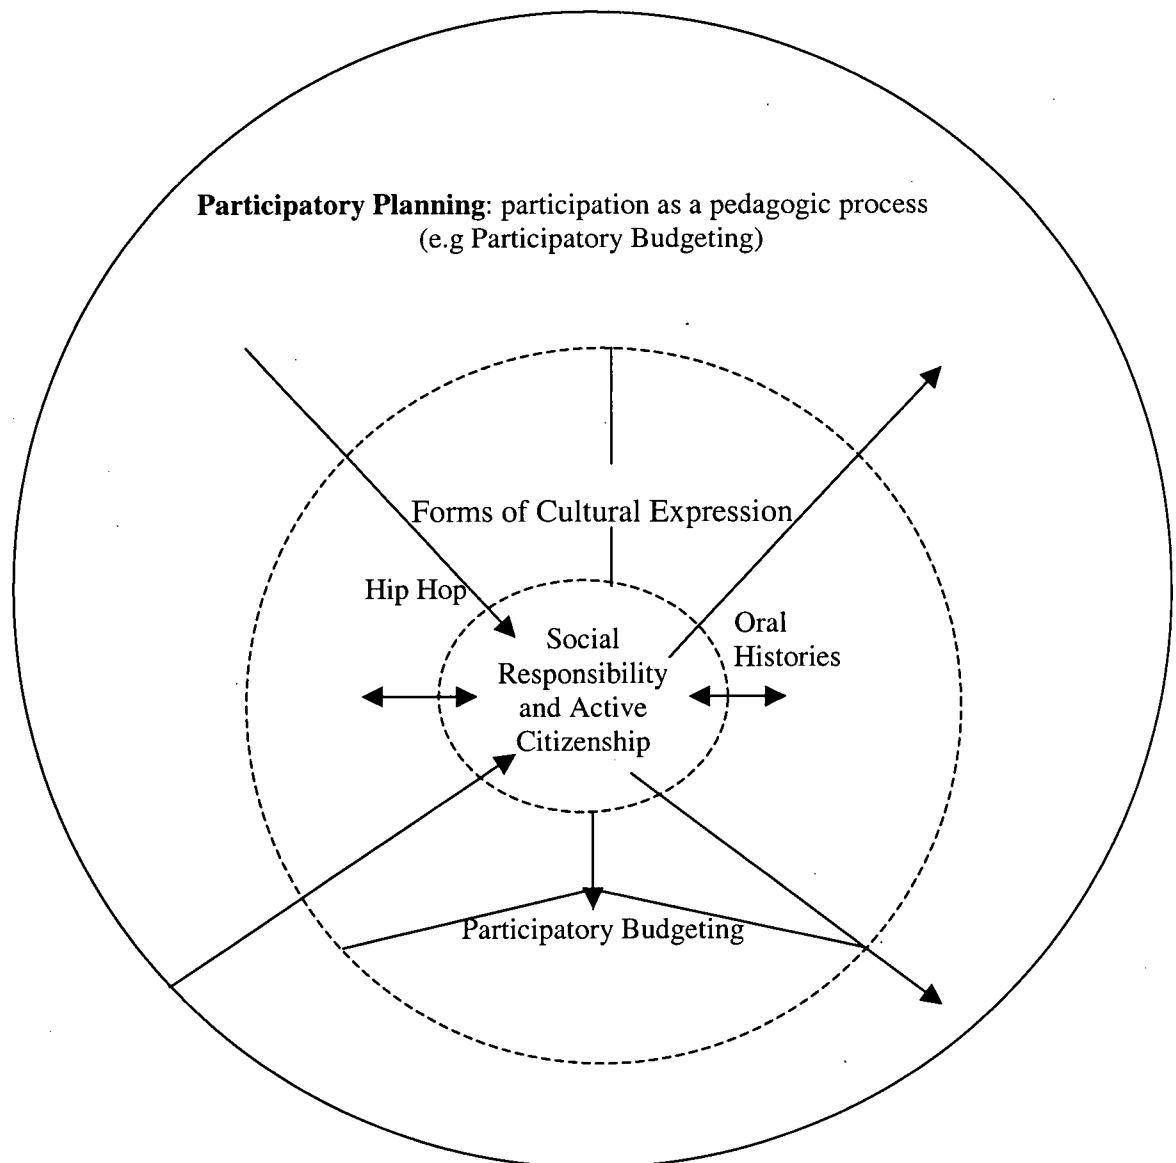 Participatory Planning: participation as a pedagogic process
(e.g Participatory Budgeting)
Forms of Cultural Expression
Hip Hop
Oral
Histories
Social
Responsibility
and Active
Citizenship
Participatory Budgeting